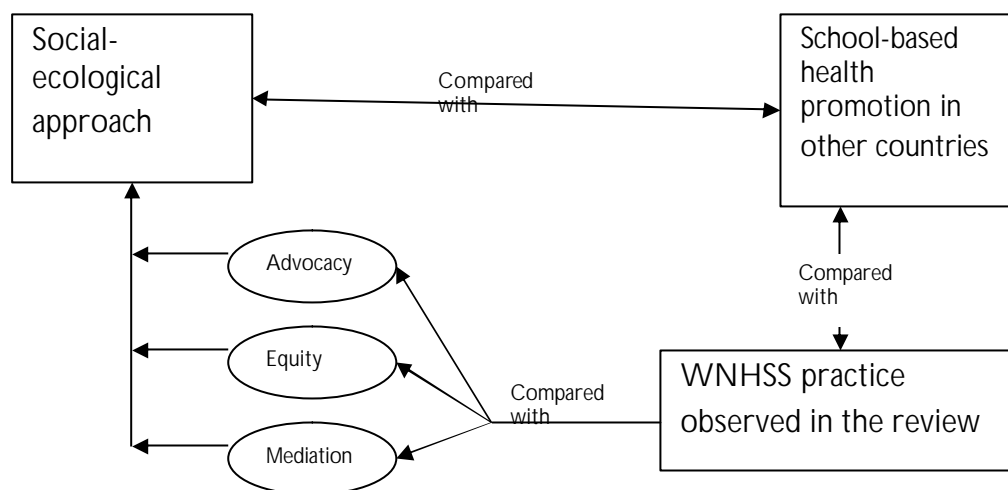 Social-
ecological
approach
Compared
with
School-based
health
promotion in
other countries
Advocacy
Equity
Mediation
Compared
with
Compared
with
WNHSS practice
observed in the review